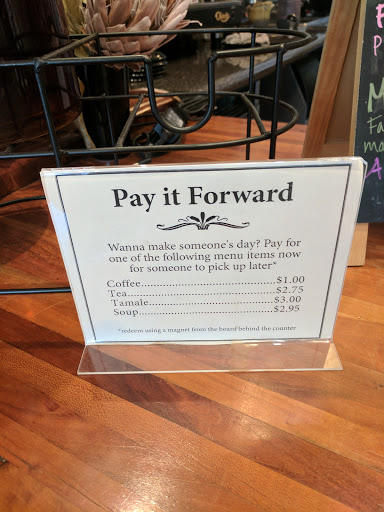 Pay it Forward
Wanna make someone's day? Pay for
one of the following menu items now
for someone to pick up later*
Coffee..................................................$1.00
Tea......................................................$2.75
Tamale................................................$3.00
Soup....................................................$2.95
*redeem using a magnet from the board behind the counter